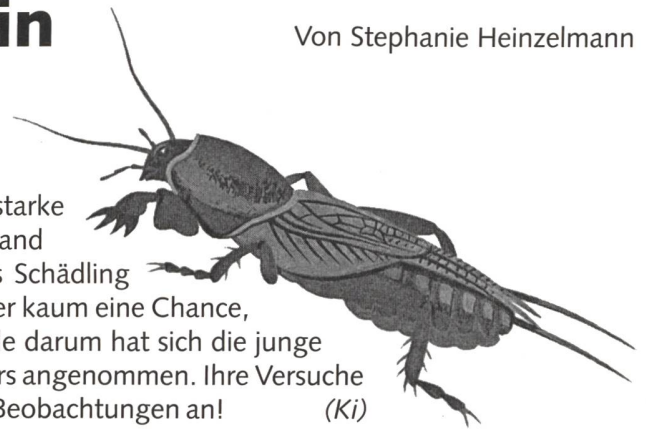 in
Von Stephanie Heinzelmann
starke
and
Schädling
er kaum eine Chance,
le darum hat sich die junge
rs angenommen. Ihre Versuche
Beobachtungen an! (Ki)